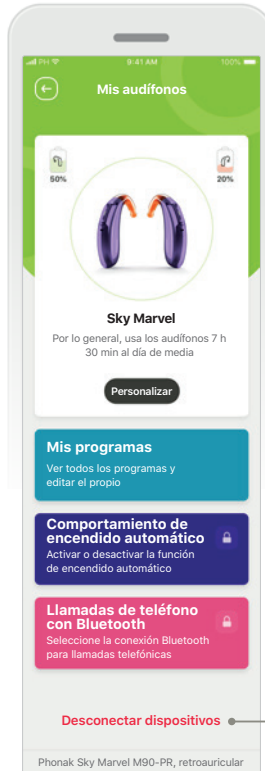 PH
9:41 AM
100%
Mis audífonos
50%
20%
Sky Marvel
Por lo general, usa los audífonos 7 h
30 min al día de media
Personalizar
Mis programas
Ver todos los programas y
editar el propio
Comportamiento de
encendido automático
Activar o desactivar la función
de encendido automático
Llamadas de teléfono
con Bluetooth
Seleccione la conexión Bluetooth
para llamadas telefónicas
Desconectar dispositivos
Phonak Sky Marvel M90-PR, retroauricular